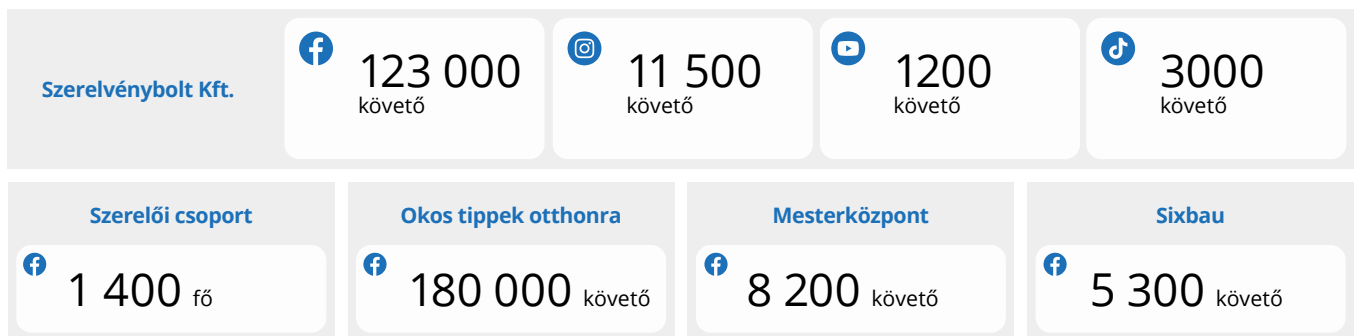 Szerelvénybolt Kft.
123 000
követő
11 500
követő
1200
követő
3000
követő
Szerelői csoport
1 400 fő
Okos tippek otthonra
180 000 követő
Mesterközpont
8 200 követő
Sixbau
5 300 követő